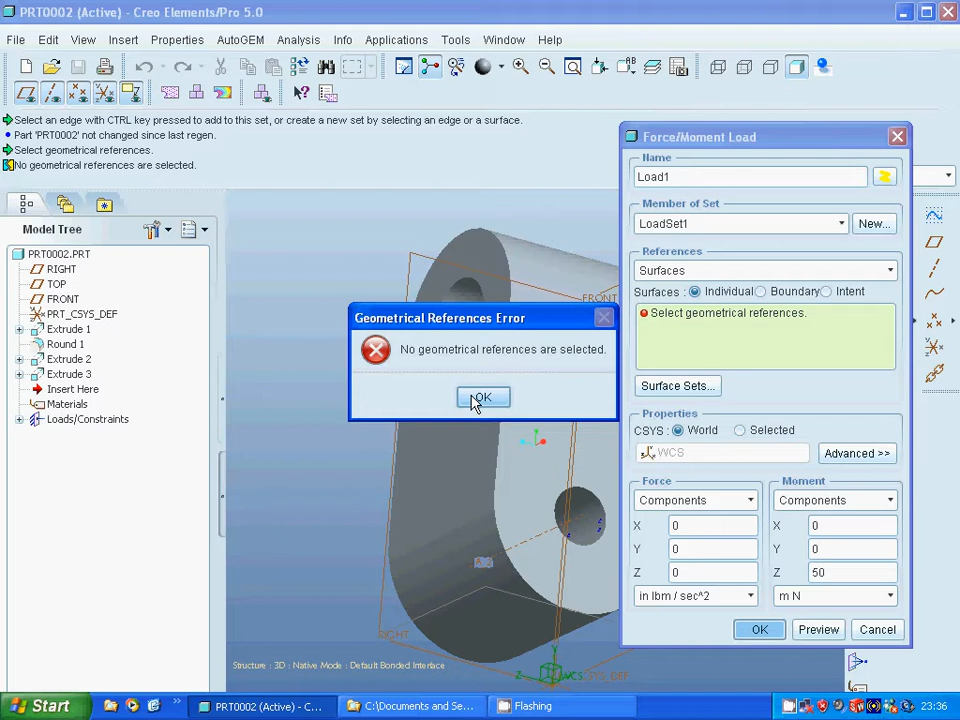 PRT0002 (Active) - Creo Elements/Pro 5.0
File Edit View Insert Properties AutoGEM Analysis Info Applications Tools Window Help
Select an edge with CTRL key pressed to add to this set, or create a new set by selecting an edge or a surface.
Part 'PRT0002' not changed since last regen.
Select geometrical references.
No geometrical references are selected.
Model Tree
PRT0002.PRT
RIGHT
TOP
FRONT
PRT_CSYS_DEF
Extrude 1
Round 1
Extrude 2
Extrude 3
Insert Here
Materials
Loads/Constraints
FRONT
RIGHT
Structure : 3D : Native Mode : Default Bonded Interface
Geometrical References Error
No geometrical references are selected.
OK
Force/Moment Load
Name
Load1
Member of Set
LoadSet1 New...
References
Surfaces
Surfaces : Individual Boundary Intent
Select geometrical references.
Surface Sets...
Properties
CSYS: World Selected
WCS Advanced >>
Force Moment
Components Components
X 0 X 0
Y 0 Y 0
Z 0 Z 50
in lbm / sec^2 m N
OK Preview Cancel
Start PRT0002 (Active) - C... C:\Documents and Se... Flashing 23:36